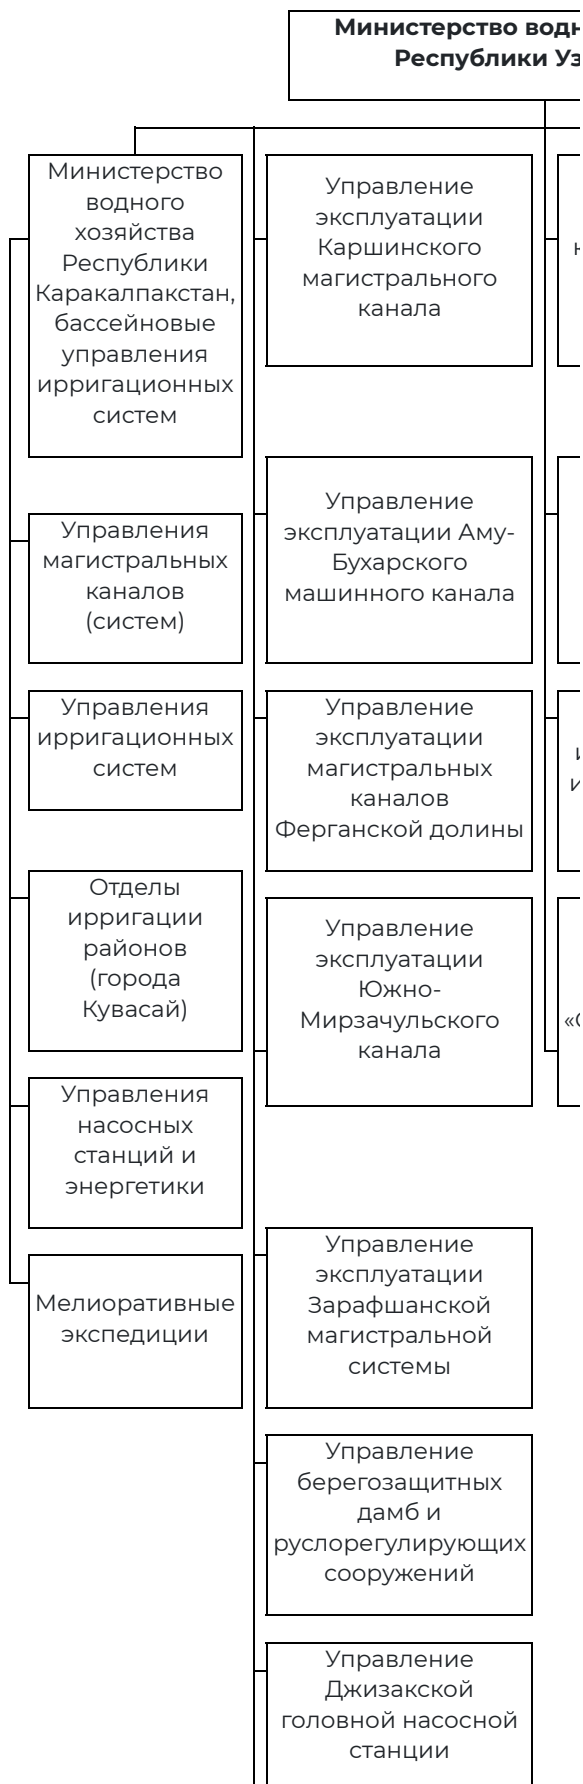 Министерство водн
Республики Уз
Министерство
водного
хозяйства
Республики
Каракалпакстан,
бассейновые
управления
ирригационных
систем
Управления
магистральных
каналов
(систем)
Управления
ирригационных
систем
Отделы
ирригации
районов
(города
Кувасай)
Управления
насосных
станций и
энергетики
Мелиоративные
экспедиции
Управление
эксплуатации
Каршинского
магистрального
канала
Управление
эксплуатации Аму-
Бухарского
машинного канала
Управление
эксплуатации
магистральных
каналов
Ферганской долины
Управление
эксплуатации
Южно-
Мирзачульского
канала
Управление
эксплуатации
Зарафшанской
магистральной
системы
Управление
берегозащитных
дамб и
руслорегулирующих
сооружений
Управление
Джизакской
головной насосной
станции